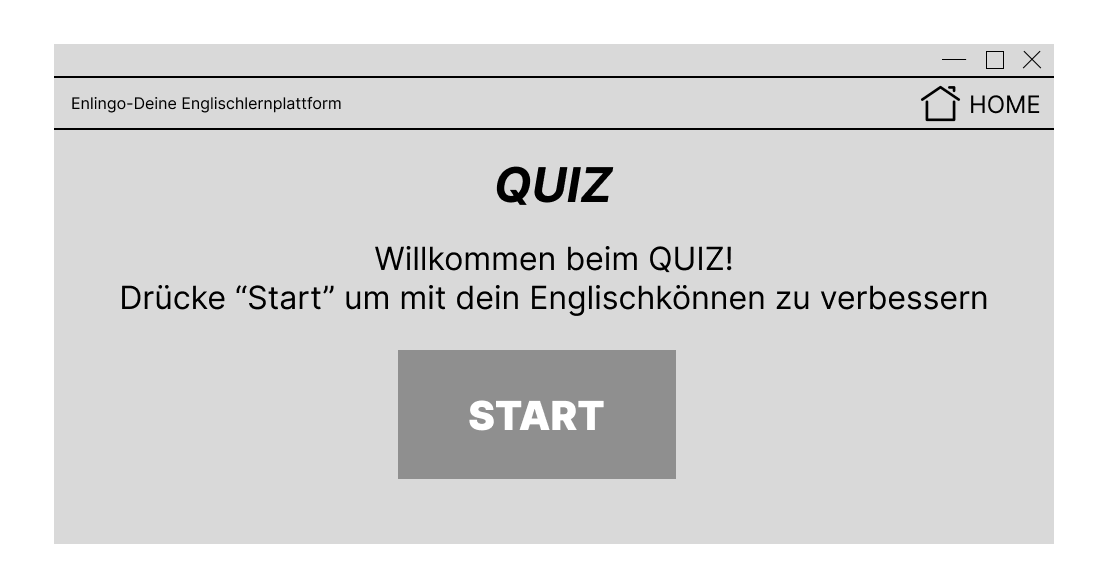 Enlingo-Deine Englischlernplattform
HOME
QUIZ
Willkommen beim QUIZ!
Drücke “Start” um mit dein Englischkönnen zu verbessern
START